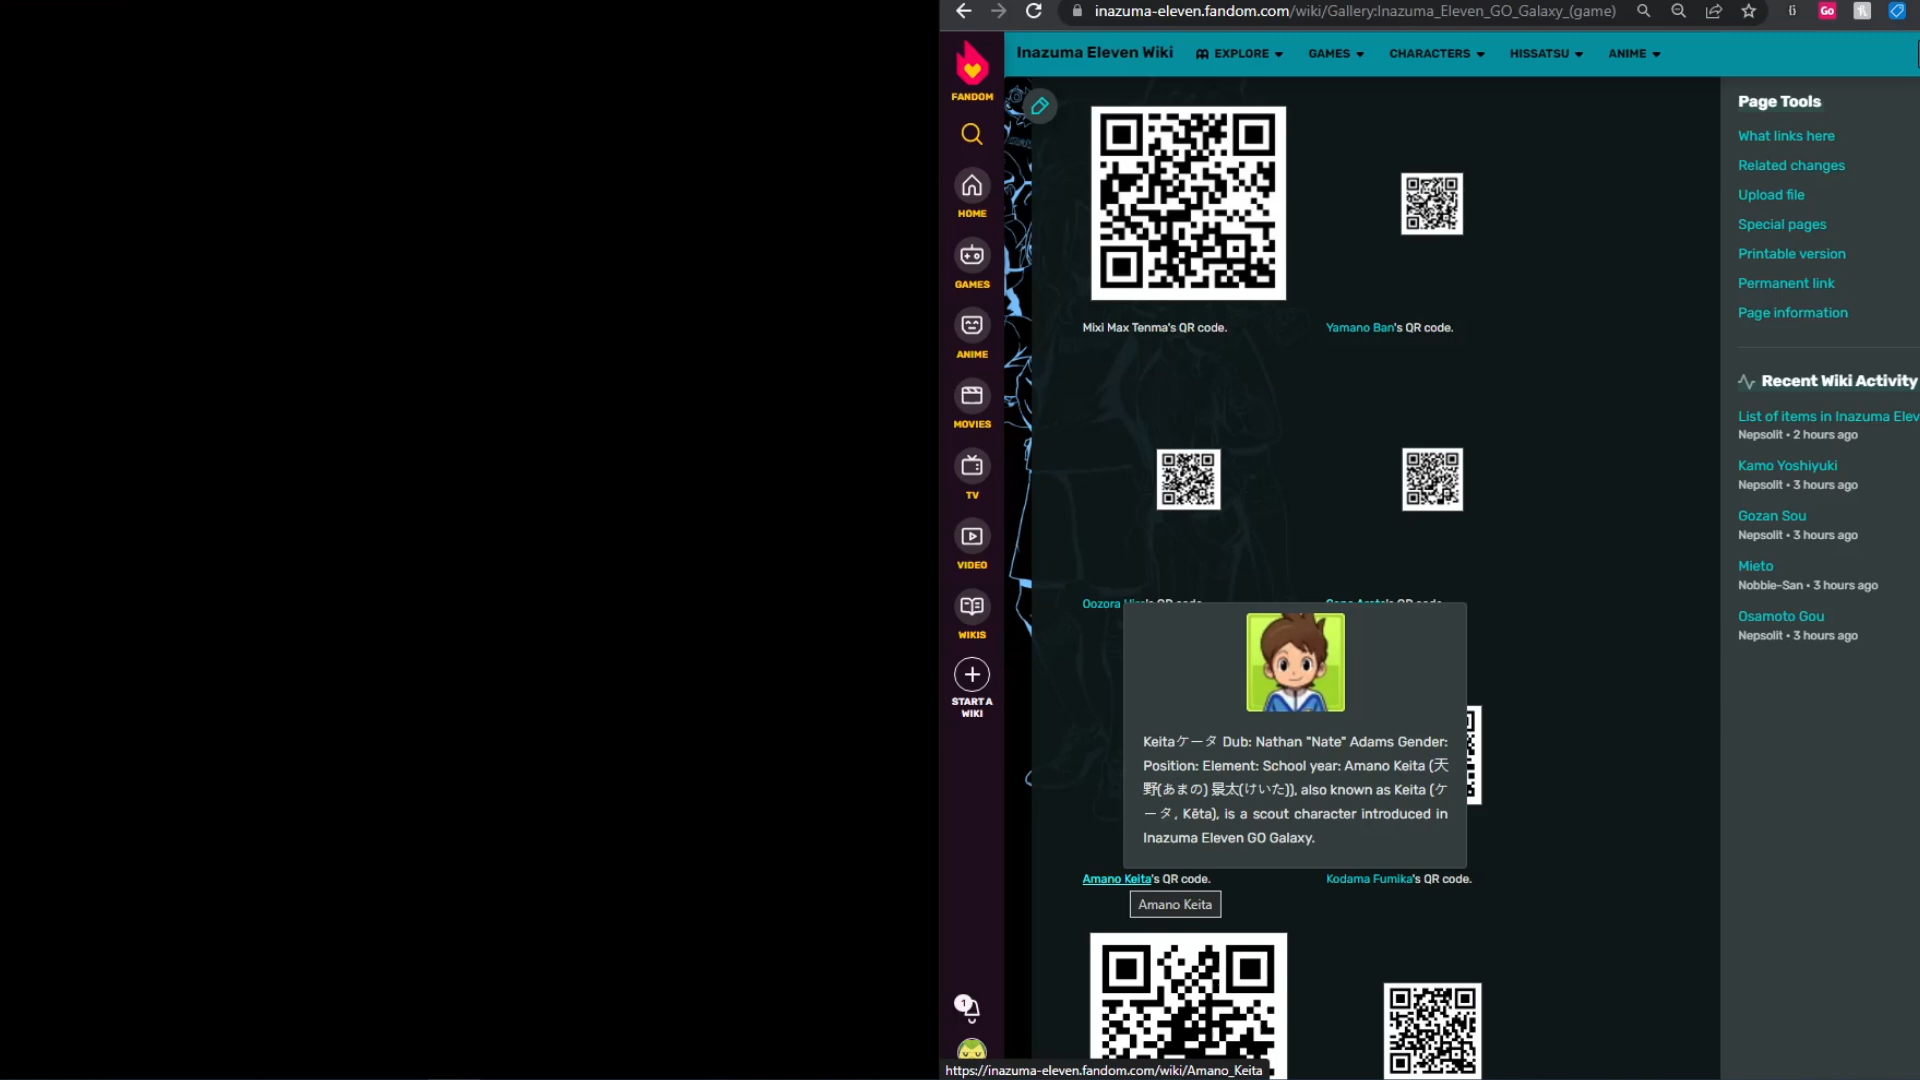 inazuma-eleven.fandom.com/wiki/Gallery:Inazuma_Eleven_GO_Galaxy_(game)
Go
Inazuma Eleven Wiki
EXPLORE
GAMES
CHARACTERS
HISSATSU
ANIME
FANDOM
HOME
GAMES
ANIME
MOVIES
TV
VIDEO
WIKIS
START A
WIKI
1
Mixi Max Tenma's QR code.
Yamano Ban's QR code.
Oozora
QR code.
Keitaケータ Dub: Nathan "Nate" Adams Gender:
Position: Element: School year: Amano Keita (天
野(あまの) 景太(けいた)), also known as Keita (ケ
ータ, Kēta), is a scout character introduced in
Inazuma Eleven GO Galaxy.
Amano Keita's QR code.
Kodama Fumika's QR code.
Amano Keita
Page Tools
What links here
Related changes
Upload file
Special pages
Printable version
Permanent link
Page information
Recent Wiki Activity
List of items in Inazuma Elev
Nepsolit • 2 hours ago
Kamo Yoshiyuki
Nepsolit • 3 hours ago
Gozan Sou
Nepsolit • 3 hours ago
Mieto
Nobbie-San • 3 hours ago
Osamoto Gou
Nepsolit • 3 hours ago
https://inazuma-eleven.fandom.com/wiki/Amano_Keita